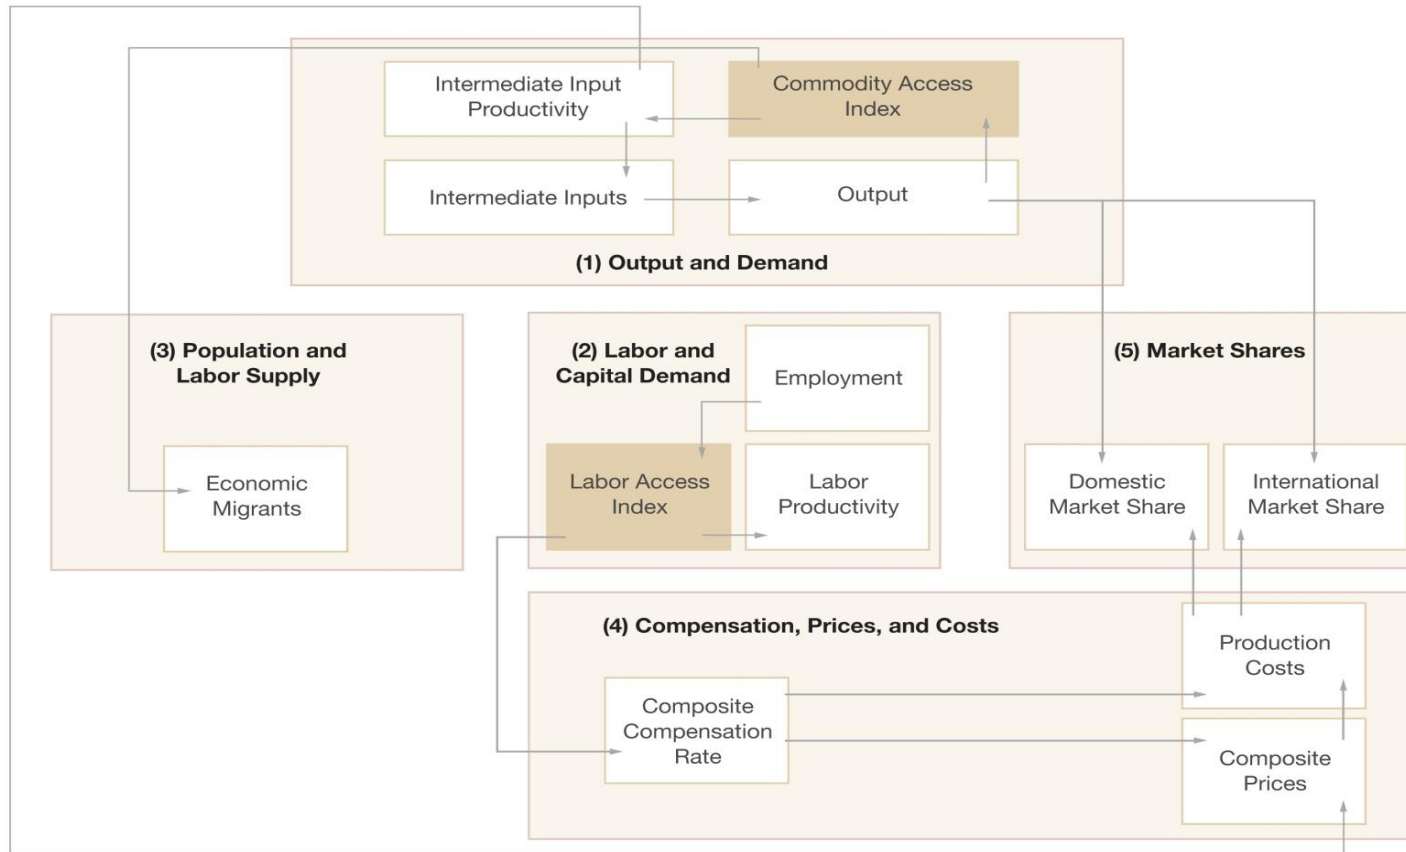 Intermediate Input
Productivity
Commodity Access
Index
Intermediate Inputs
Output
(1) Output and Demand
(3) Population and
Labor Supply
Economic
Migrants
(2) Labor and
Capital Demand
Employment
Labor Access
Index
Labor
Productivity
(5) Market Shares
Domestic
Market Share
International
Market Share
(4) Compensation, Prices, and Costs
Production
Costs
Composite
Compensation
Rate
Composite
Prices